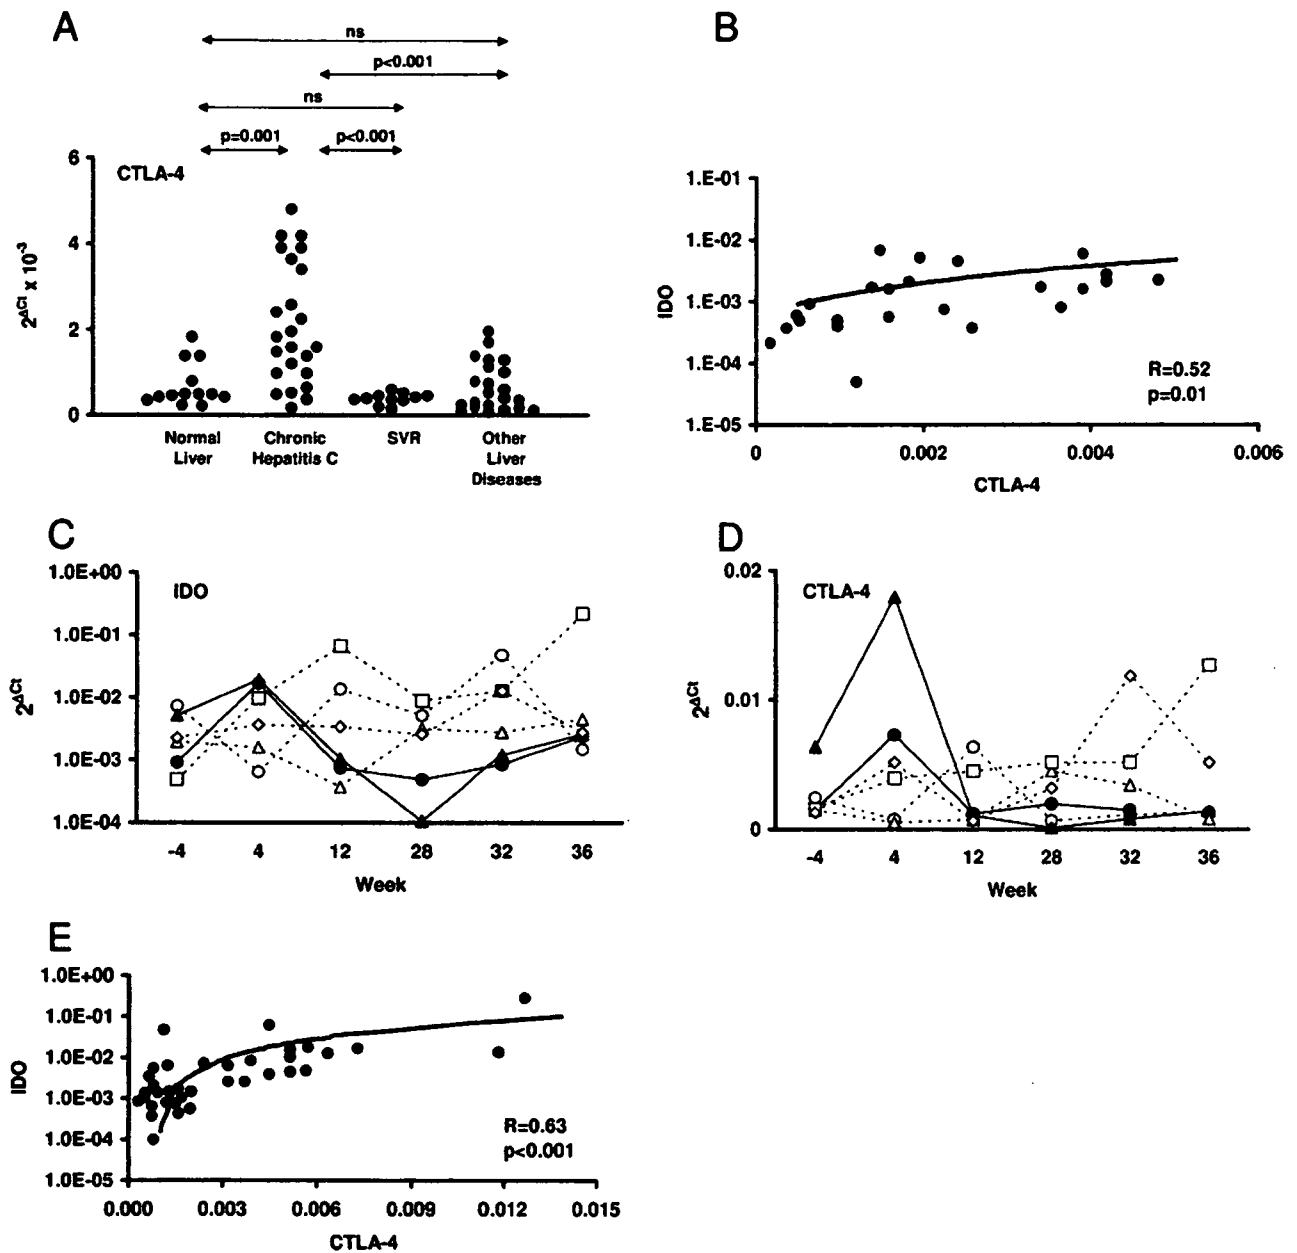 A
ns
p<0.001
ns
p=0.001
p<0.001
CTLA-4
6
4
2
0
2ΔCt x 10-3
Normal Liver
Chronic Hepatitis C
SVR
Other Liver Diseases
B
1.E-01
1.E-02
1.E-03
1.E-04
1.E-05
IDO
R=0.52
p=0.01
0 0.002 0.004 0.006
CTLA-4
C
IDO
1.0E+00
1.0E-01
1.0E-02
1.0E-03
1.0E-04
2ΔCt
-4 4 12 28 32 36
Week
D
CTLA-4
0.02
0.01
0
2ΔCt
-4 4 12 28 32 36
Week
E
1.0E+00
1.0E-01
1.0E-02
1.0E-03
1.0E-04
1.0E-05
IDO
R=0.63
p<0.001
0.000 0.003 0.006 0.009 0.012 0.015
CTLA-4